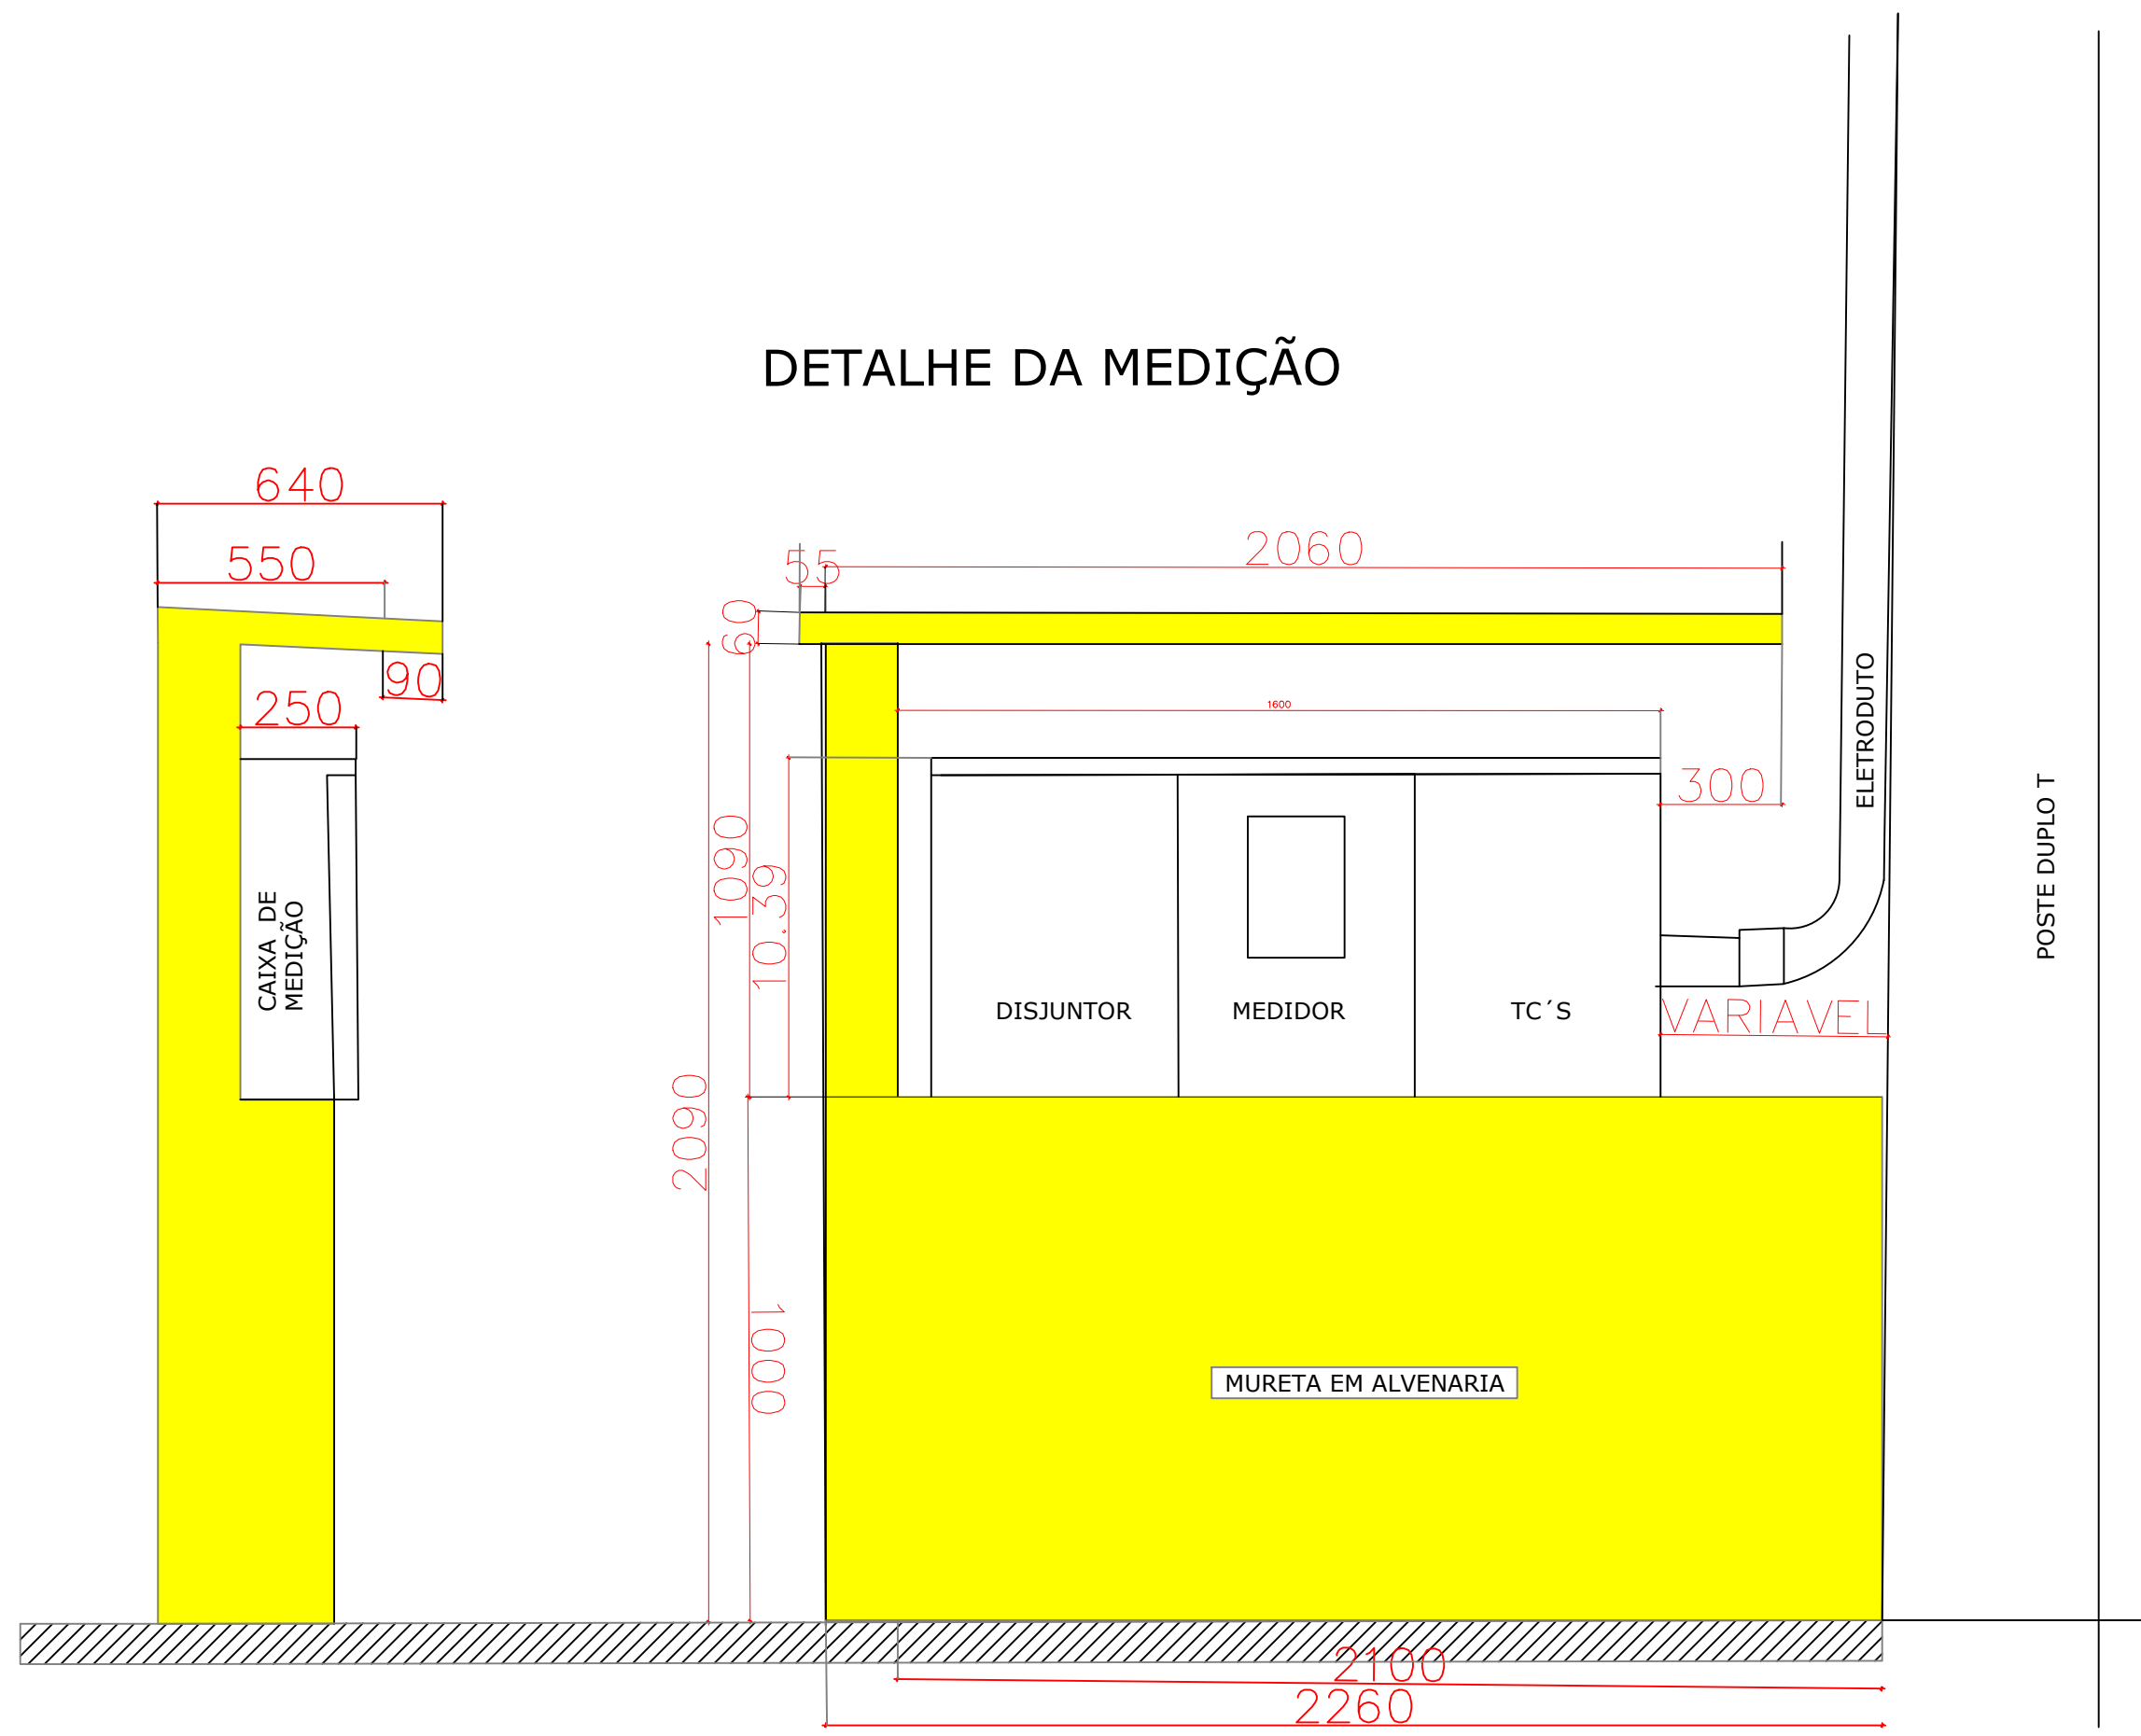 DETALHE DA MEDIÇÃO
640
550
90
250
CAIXA DE
MEDIÇÃO
2060
55
60
1600
300
1090
10.39
2090
1000
DISJUNTOR
MEDIDOR
TC´S
VARIAVEL
ELETRODUTO
POSTE DUPLO T
MURETA EM ALVENARIA
2100
2260